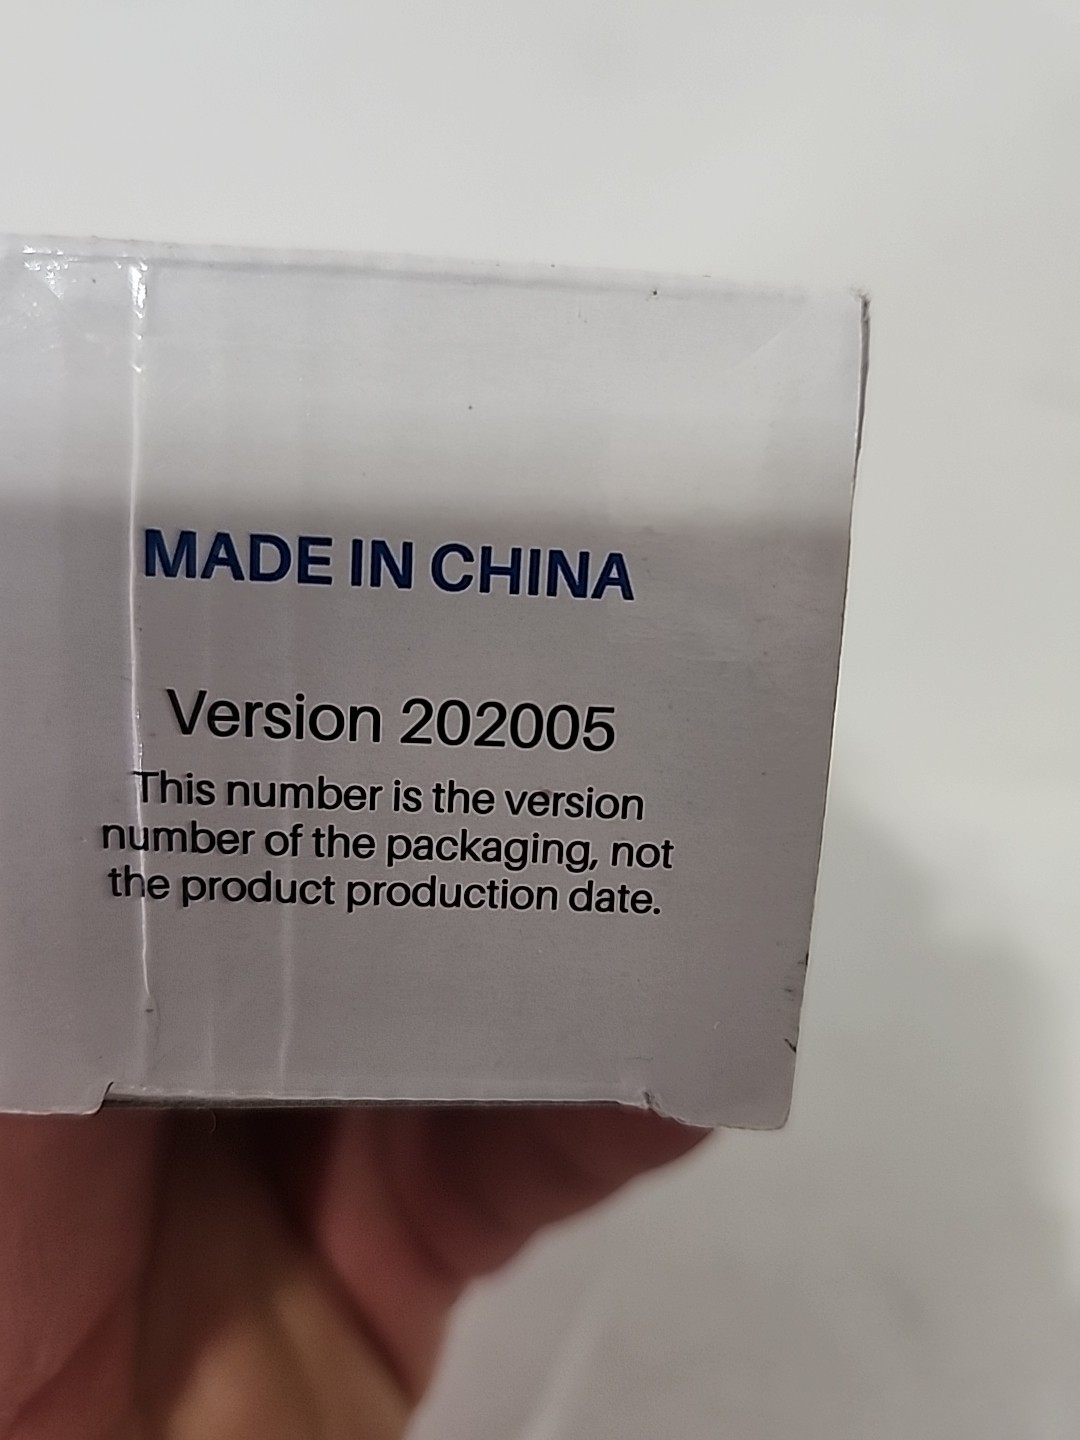 MADE IN CHINA
Version 202005
This number is the version
number of the packaging, not
the product production date.